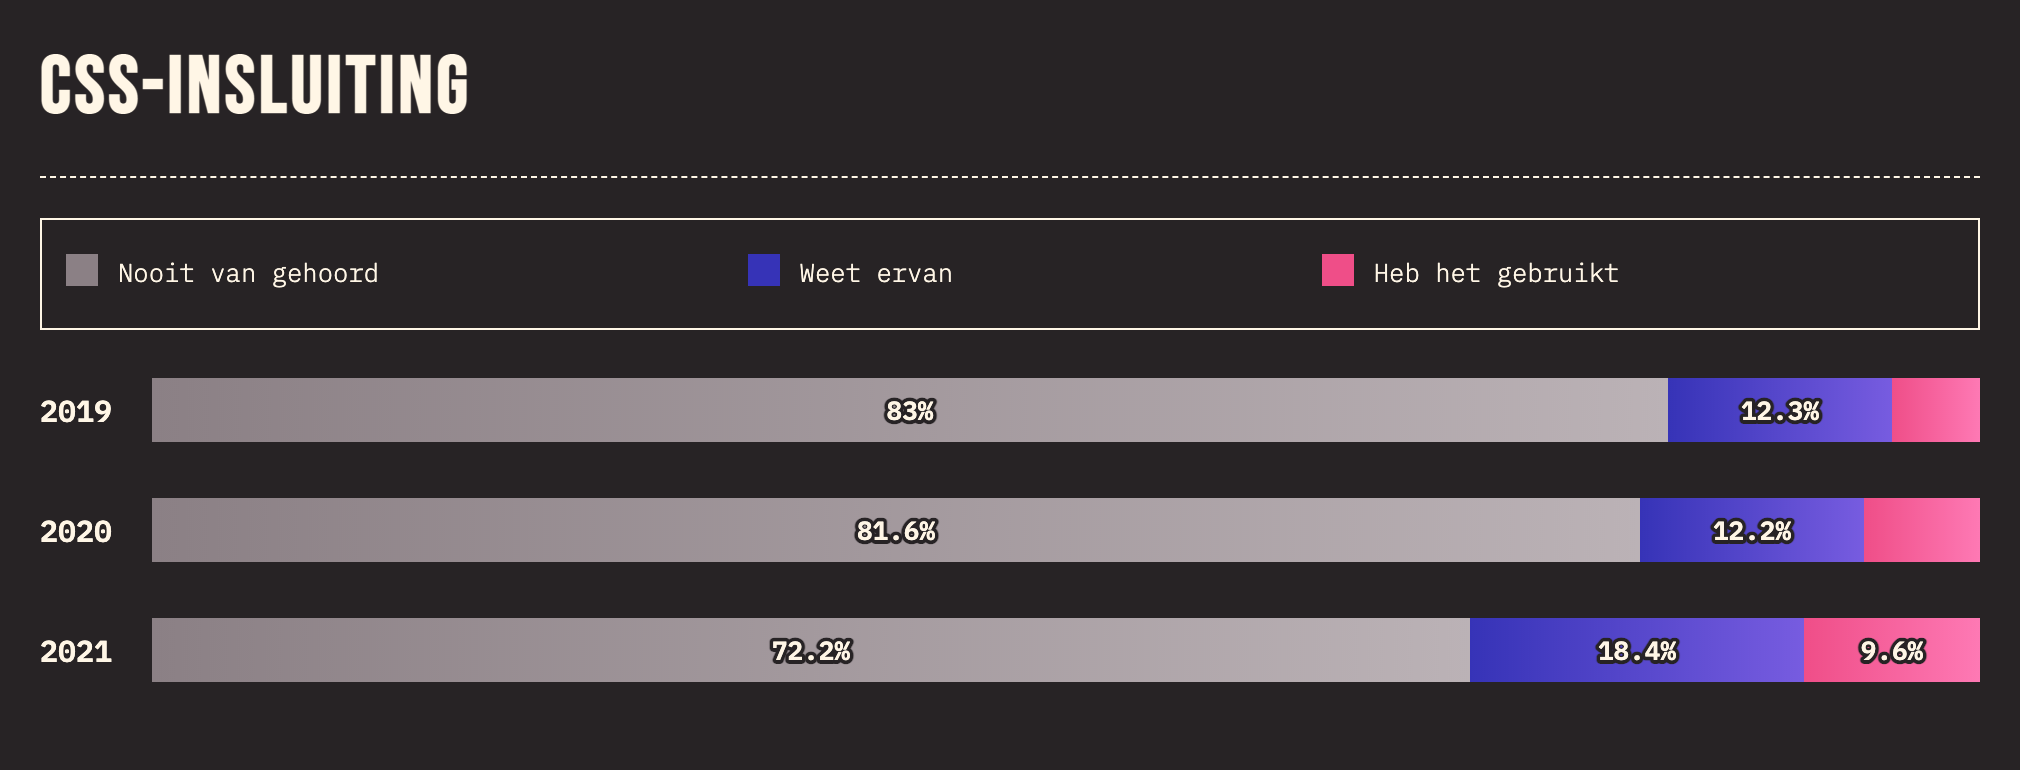 CSS-INSLUITING
Nooit van gehoord Weet ervan Heb het gebruikt
2019 83% 12.3%
2020 81.6% 12.2%
2021 72.2% 18.4% 9.6%